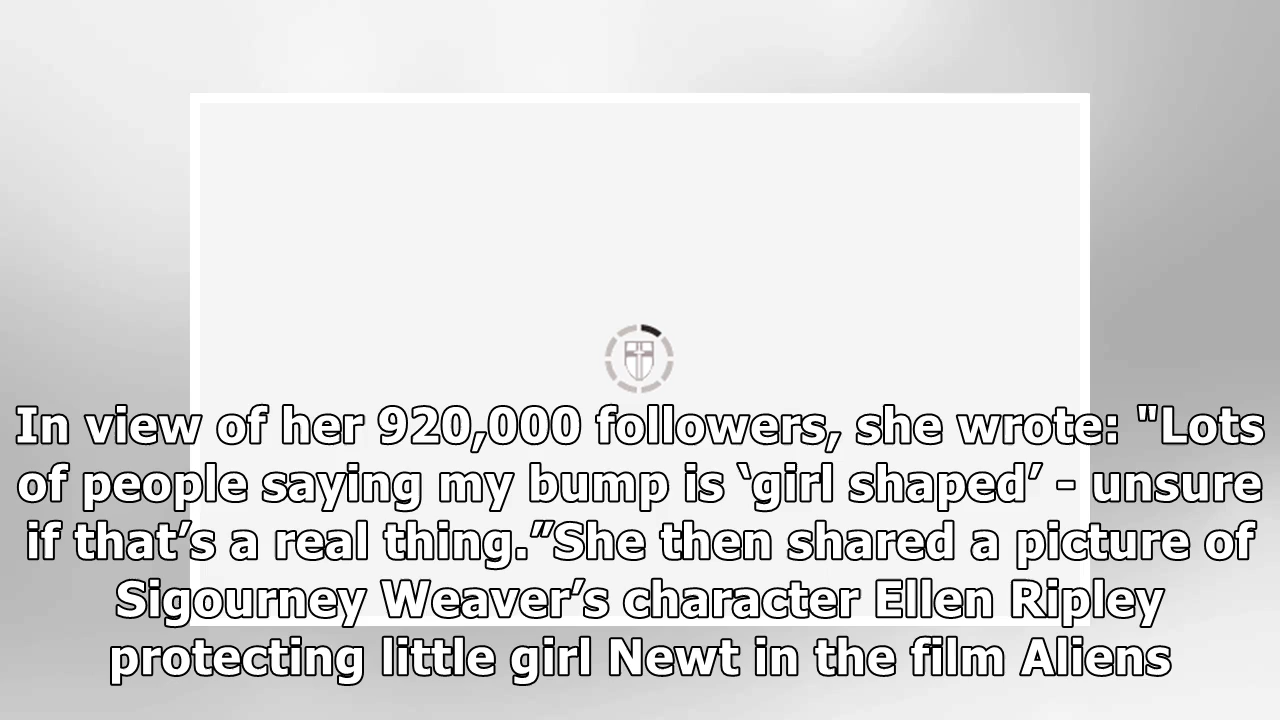 In view of her 920,000 followers, she wrote: "Lots
of people saying my bump is ‘girl shaped’ - unsure
if that’s a real thing.”She then shared a picture of
Sigourney Weaver’s character Ellen Ripley
protecting little girl Newt in the film Aliens